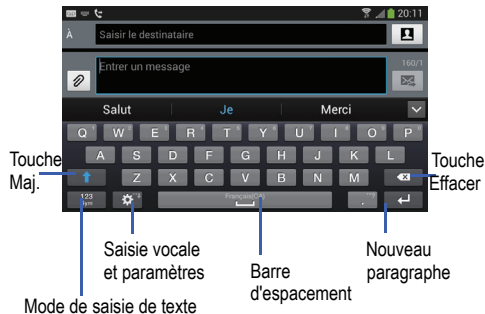 20:11
À Saisir le destinataire
Entrer un message
160/1
Salut Je Merci
Q W E R T Y U I O P
A S D F G H J K L
Z X C V B N M
123
Sym
Français(CA)
.
Touche
Maj.
Touche
Effacer
Saisie vocale
et paramètres
Barre
d'espacement
Nouveau
paragraphe
Mode de saisie de texte